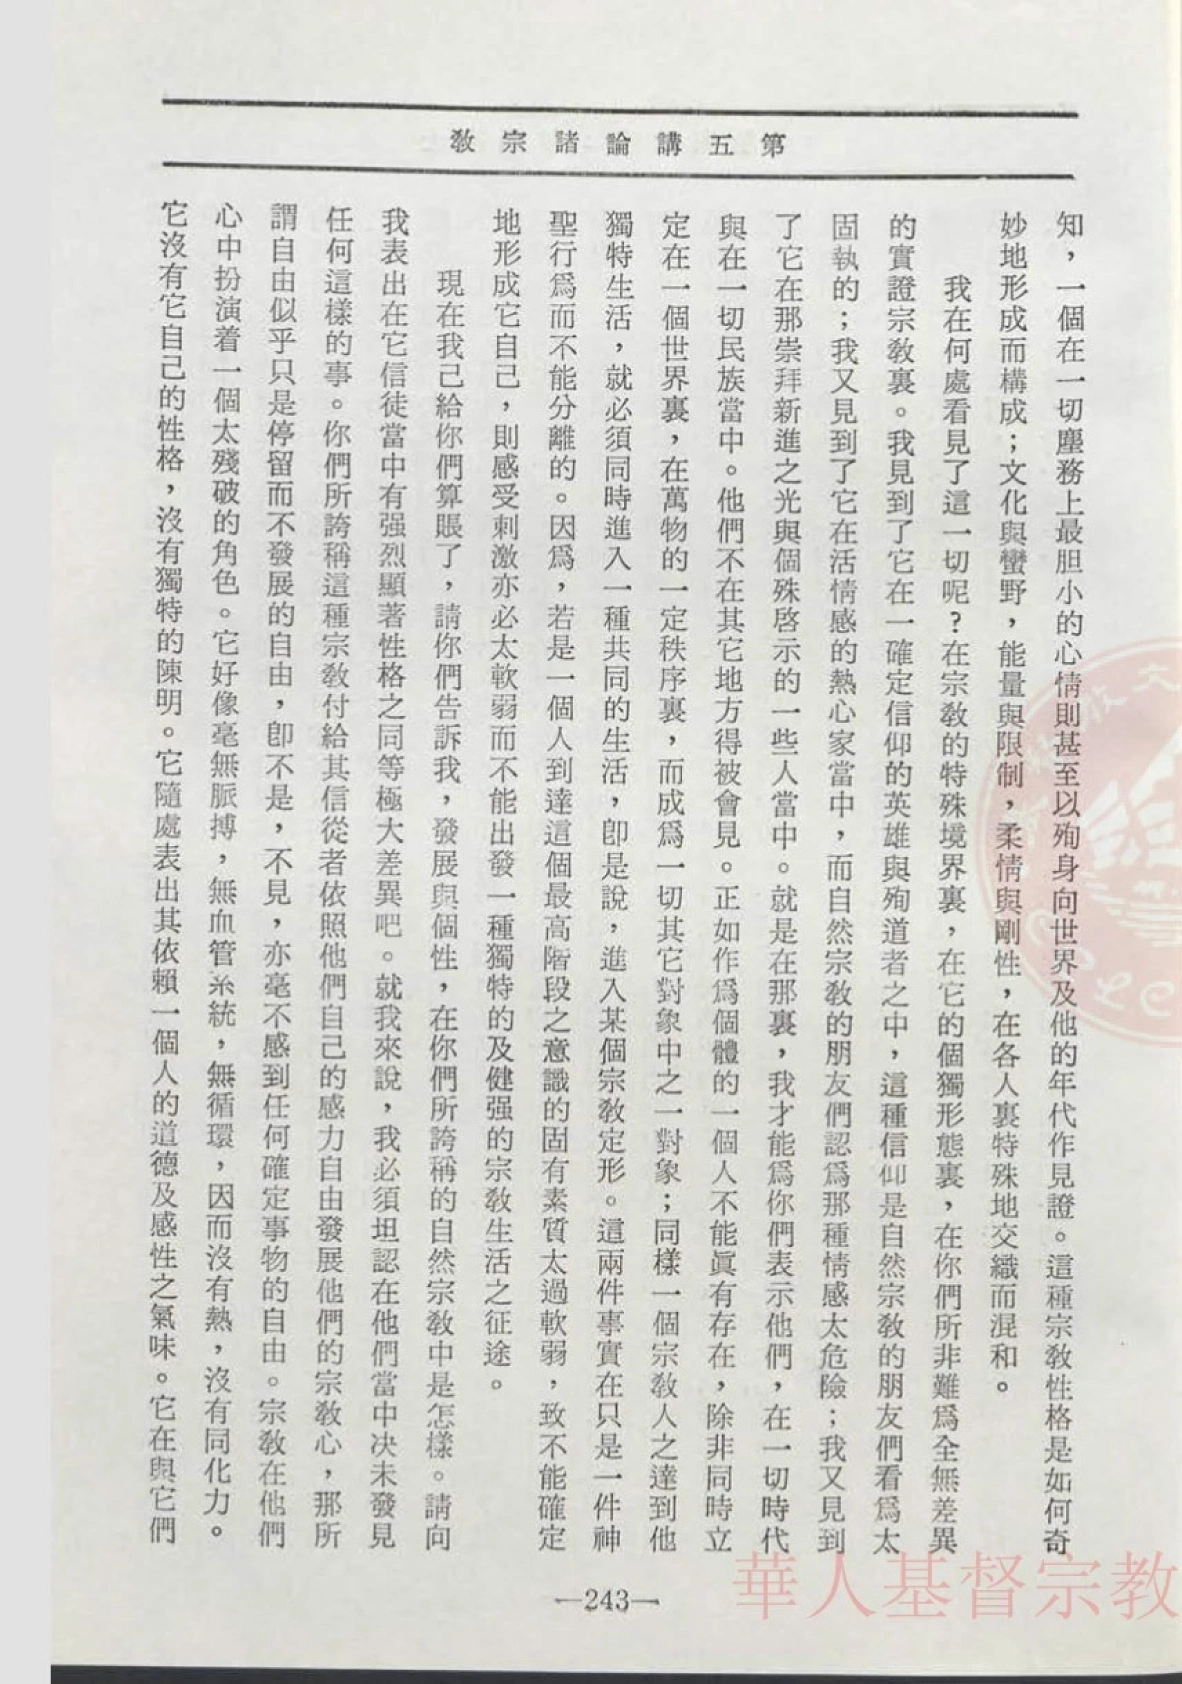 第五講論諸宗教
知，一個在一切塵務上最胆小的心情則甚至以殉身向世界及他的年代作見證。這種宗教性格是如何奇
妙地形成而構成；文化與蠻野，能量與限制，柔情與剛性，在各人裏特殊地交織而混和。
我在何處看見了這一切呢？在宗教的特殊境界裏，在它的個獨形態裏，在你們所非難爲全無差異
的實證宗教裏。我見到了它在一確定信仰的英雄與殉道者之中，這種信仰是自然宗教的朋友們看爲太
固執的；我又見到了它在活情感的熱心家當中，而自然宗教的朋友們認爲那種情感太危險；我又見到
了它在那崇拜新進之光與個殊啓示的一些人當中。就是在那裏，我才能爲你們表示他們，在一切時代
與在一切民族當中。他們不在其它地方得被會見。正如作爲個體的一個人不能眞有存在，除非同時立
定在一個世界裏，在萬物的一定秩序裏，而成爲一切其它對象中之一對象；同樣一個宗教人之達到他
獨特生活，就必須同時進入一種共同的生活，卽是說，進入某個宗教定形。這兩件事實在只是一件神
聖行爲而不能分離的。因爲，若是一個人到達這個最高階段之意識的固有素質太過軟弱，致不能確定
地形成它自己，則感受刺激亦必太軟弱而不能出發一種獨特的及健强的宗教生活之征途。
現在我己給你們算賬了，請你們告訴我，發展與個性，在你們所誇稱的自然宗教中是怎樣。請向
我表出在它信徒當中有强烈顯著性格之同等極大差異吧。就我來說，我必須坦認在他們當中决未發見
任何這樣的事。你們所誇稱這種宗教付給其信從者依照他們自己的感力自由發展他們的宗教心，那所
謂自由似乎只是停留而不發展的自由，卽不是，不見，亦毫不感到任何確定事物的自由。宗教在他們
心中扮演着一個太殘破的角色。它好像毫無脈搏，無血管系統，無循環，因而沒有熱，沒有同化力。
它沒有它自己的性格，沒有獨特的陳明。它隨處表出其依賴一個人的道德及感性之氣味。它在與它們
—243—
華人基督宗教